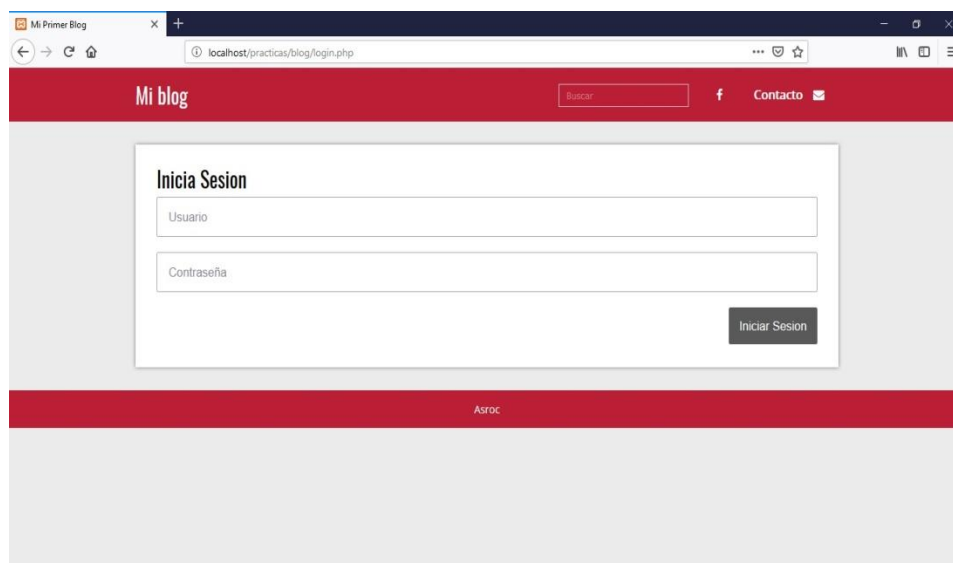 Mi Primer Blog
localhost/practicas/blog/login.php
Mi blog
Buscar
Contacto
Inicia Sesion
Usuario
Contraseña
Iniciar Sesion
Asroc